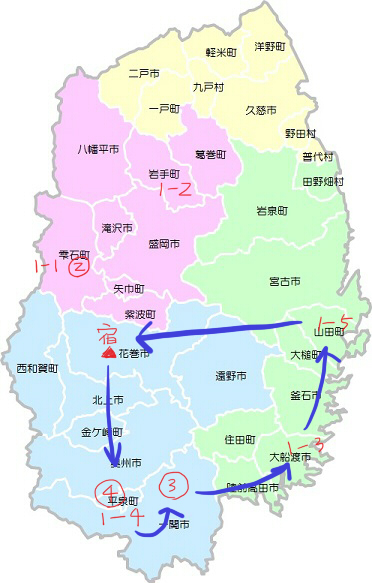 洋野町
軽米町
二戸市
九戸村
一戸町
久慈市
野田村
普代村
田野畑村
八幡平市
葛巻町
岩手町
1-2
岩泉町
滝沢市
雫石町
1-1 ②
盛岡市
宮古市
矢巾町
紫波町
1-5
山田町
宿
花巻市
大槌町
西和賀町
遠野市
北上市
釜石市
金ケ崎町
住田町
1-3
奥州市
大船渡市
④
③
陸前高田市
平泉町
1-4
一関市